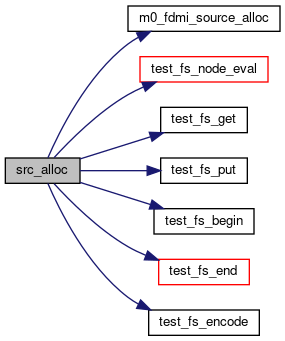 m0_fdmi_source_alloc
test_fs_node_eval
test_fs_get
src_alloc
test_fs_put
test_fs_begin
test_fs_end
test_fs_encode